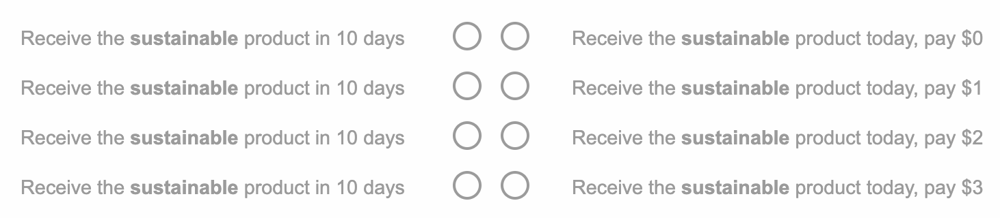 Receive the sustainable product in 10 days Receive the sustainable product today, pay $0
Receive the sustainable product in 10 days Receive the sustainable product today, pay $1
Receive the sustainable product in 10 days Receive the sustainable product today, pay $2
Receive the sustainable product in 10 days Receive the sustainable product today, pay $3